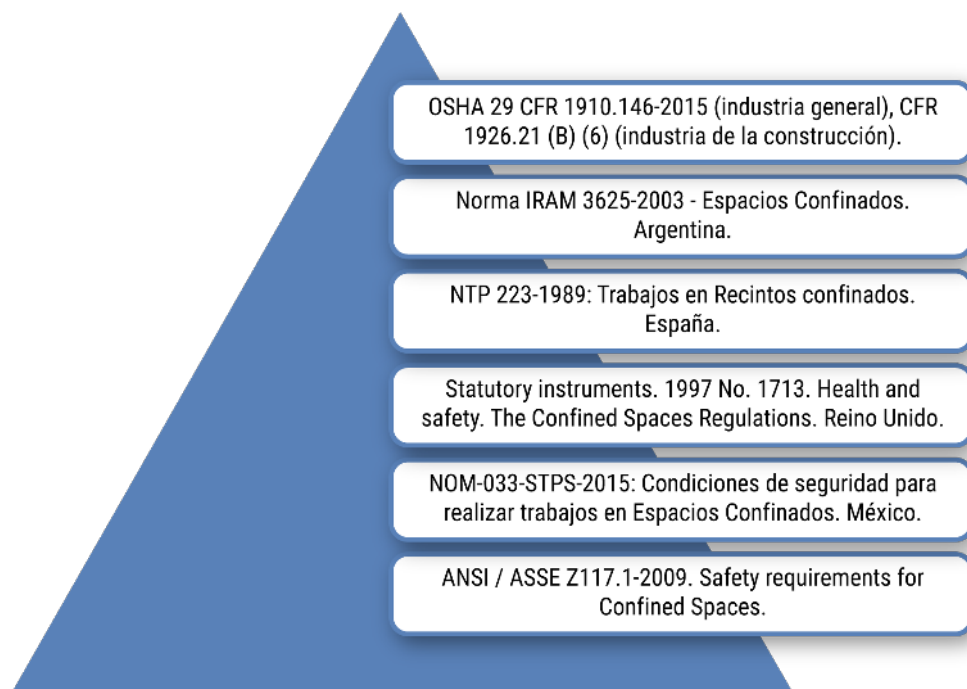 OSHA 29 CFR 1910.146-2015 (industria general), CFR
1926.21 (B) (6) (industria de la construcción).
Norma IRAM 3625-2003 - Espacios Confinados.
Argentina.
NTP 223-1989: Trabajos en Recintos confinados.
España.
Statutory instruments. 1997 No. 1713. Health and
safety. The Confined Spaces Regulations. Reino Unido.
NOM-033-STPS-2015: Condiciones de seguridad para
realizar trabajos en Espacios Confinados. México.
ANSI / ASSE Z117.1-2009. Safety requirements for
Confined Spaces.